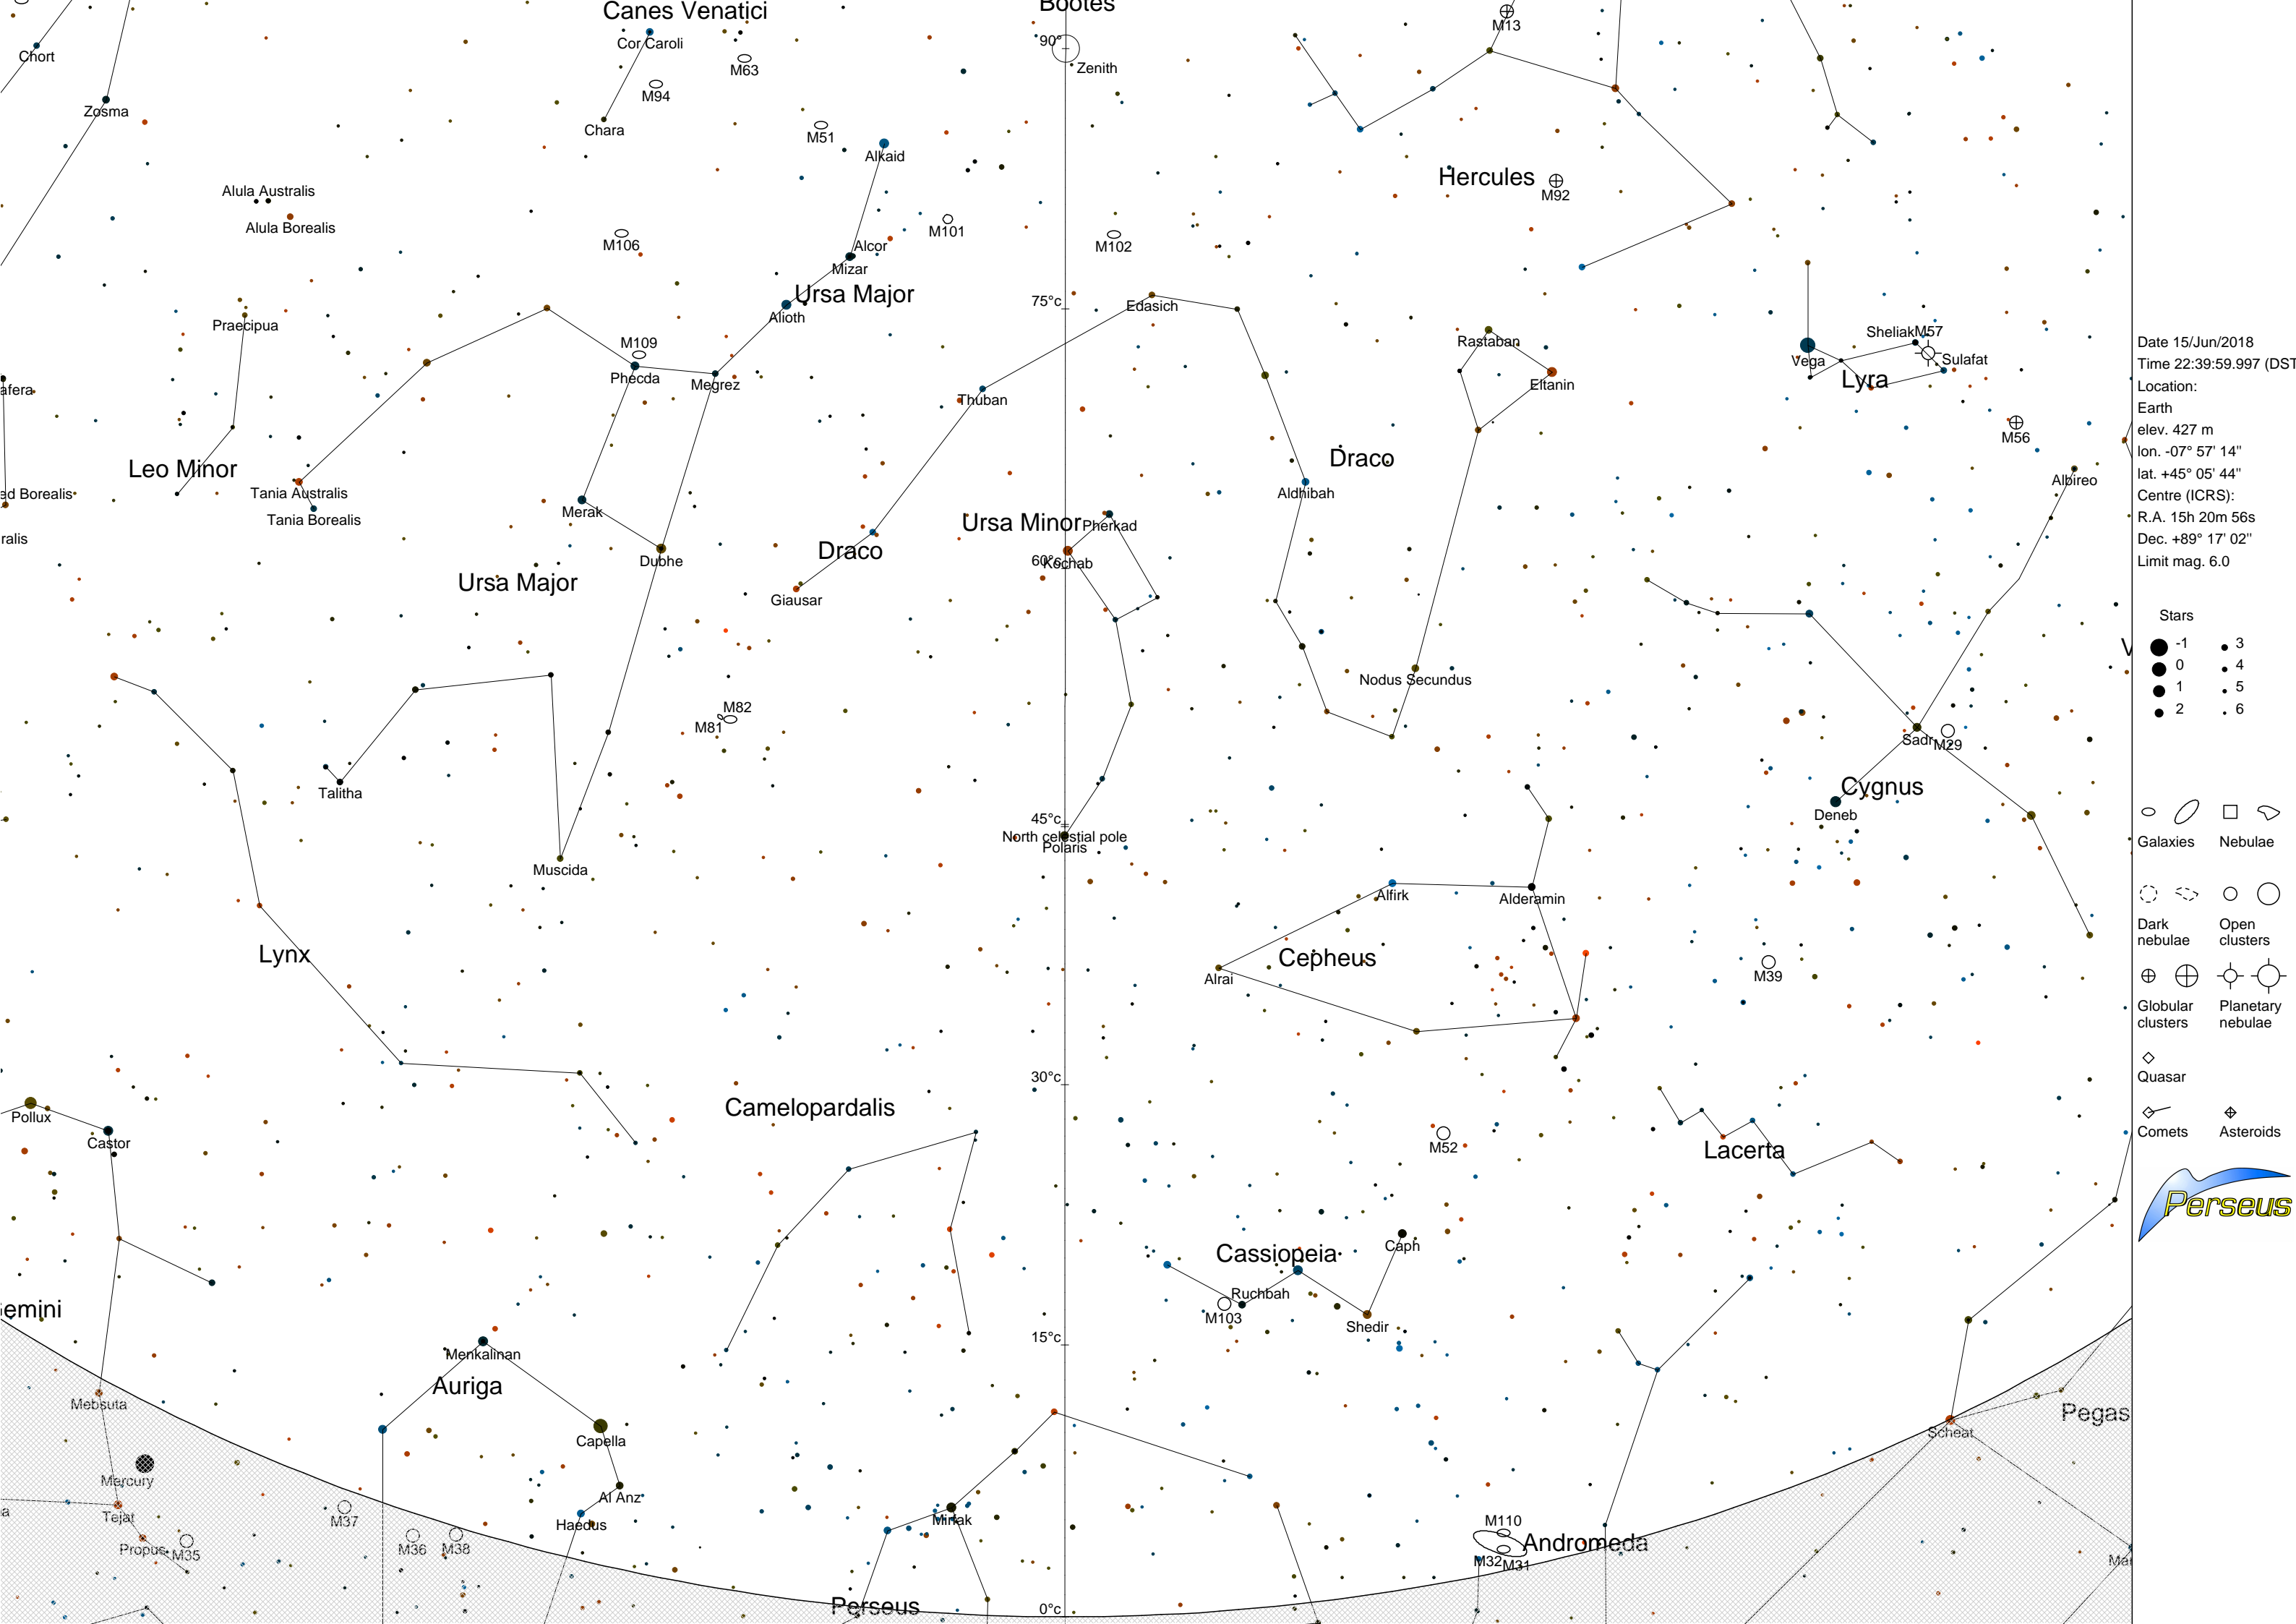 Canes Venatici
Bootes
M13
Cor Caroli
90°
Chort
M63
Zenith
M94
Zosma
Chara
M51
Alkaid
Hercules
Alula Australis
M92
Alula Borealis
M106
Alcor
M101
M102
Mizar
Ursa Major
75°c
Edasich
Praecipua
Alioth
M109
Rastaban
Sheliak M57
Vega
Sulafat
Phecda
Megrez
Eltanin
Lyra
afera
Thuban
M56
Leo Minor
Draco
Albireo
ed Borealis
Tania Australis
Aldhibah
Merak
Tania Borealis
Ursa Minor
Pherkad
ralis
Draco
Dubhe
60°c
Kochab
Ursa Major
Giausar
V
Nodus Secundus
M82
M81
Sadr
M29
Talitha
Cygnus
Deneb
45°c
North celestial pole
Polaris
Muscida
Alfirk
Alderamin
Lynx
Cepheus
Alrai
M39
30°c
Camelopardalis
Pollux
Castor
M52
Lacerta
Cassiopeia
Caph
Ruchbah
emini
M103
Shedir
15°c
Menkalinan
Auriga
Mebsuta
Pegas
Capella
Scheat
Mercury
Al Anz
a
Tejat
M37
Haedus
Mirfak
M110
Propus
M35
M36
M38
Andromeda
M32
M31
Mar
Perseus
0°c
Date 15/Jun/2018
Time 22:39:59.997 (DST
Location:
Earth
elev. 427 m
lon. -07° 57' 14"
lat. +45° 05' 44"
Centre (ICRS):
R.A. 15h 20m 56s
Dec. +89° 17' 02"
Limit mag. 6.0
Stars
-1 3
0 4
1 5
2 6
Galaxies Nebulae
Dark nebulae
Open clusters
Globular clusters
Planetary nebulae
Quasar
Comets Asteroids
Perseus